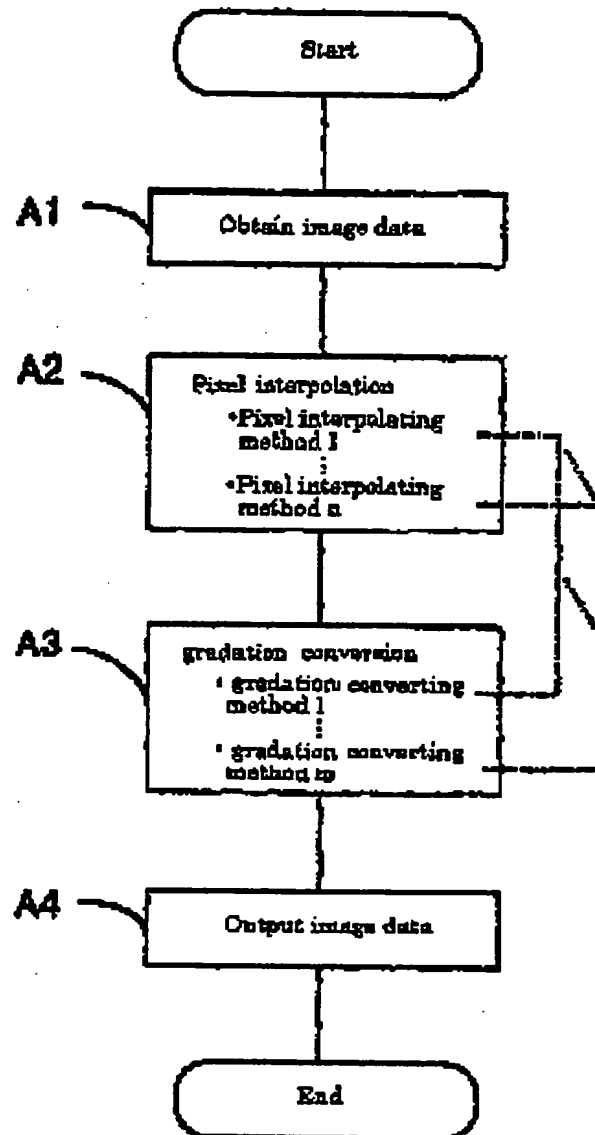 Start
A1
Obtain image data
A2
Pixel interpolation
•Pixel interpolating
method 1
⋮
•Pixel interpolating
method n
A3
gradation conversion
• gradation converting
method 1
⋮
• gradation converting
method m
A4
Output image data
End